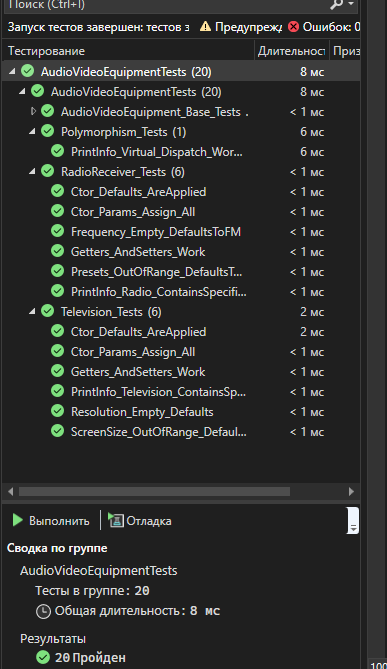 Поиск (Ctrl+I)
Запуск тестов завершен: тестов з Предупрежд Ошибок: 0
Тестирование Длительност Приз
AudioVideoEquipmentTests (20) 8 мс
AudioVideoEquipmentTests (20) 8 мс
AudioVideoEquipment_Base_Tests . < 1 мс
Polymorphism_Tests (1) 6 мс
PrintInfo_Virtual_Dispatch_Wor... 6 мс
RadioReceiver_Tests (6) < 1 мс
Ctor_Defaults_AreApplied < 1 мс
Ctor_Params_Assign_All < 1 мс
Frequency_Empty_DefaultsToFM < 1 мс
Getters_AndSetters_Work < 1 мс
Presets_OutOfRange_DefaultsT... < 1 мс
PrintInfo_Radio_ContainsSpecifi... < 1 мс
Television_Tests (6) 2 мс
Ctor_Defaults_AreApplied 2 мс
Ctor_Params_Assign_All < 1 мс
Getters_AndSetters_Work < 1 мс
PrintInfo_Television_ContainsSp... < 1 мс
Resolution_Empty_Defaults < 1 мс
ScreenSize_OutOfRange_Defaul... < 1 мс
Выполнить Отладка
Сводка по группе
AudioVideoEquipmentTests
Тесты в группе: 20
Общая длительность: 8 мс
Результаты
20 Пройден
100